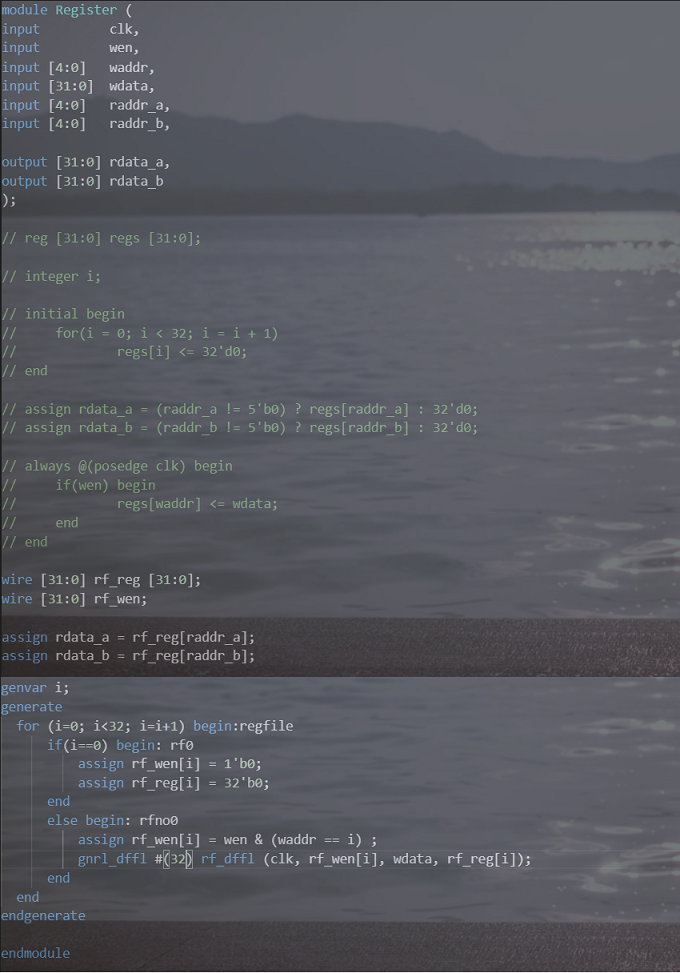 module Register (
input         clk,
input         wen,
input [4:0]   waddr,
input [31:0]  wdata,
input [4:0]   raddr_a,
input [4:0]   raddr_b,
output [31:0] rdata_a,
output [31:0] rdata_b
);
// reg [31:0] regs [31:0];
// integer i;
// initial begin
//     for(i = 0; i < 32; i = i + 1)
//             regs[i] <= 32'd0;
// end
// assign rdata_a = (raddr_a != 5'b0) ? regs[raddr_a] : 32'd0;
// assign rdata_b = (raddr_b != 5'b0) ? regs[raddr_b] : 32'd0;
// always @(posedge clk) begin
//     if(wen) begin
//             regs[waddr] <= wdata;
//     end
// end
wire [31:0] rf_reg [31:0];
wire [31:0] rf_wen;
assign rdata_a = rf_reg[raddr_a];
assign rdata_b = rf_reg[raddr_b];
genvar i;
generate
  for (i=0; i<32; i=i+1) begin:regfile
      if(i==0) begin: rf0
          assign rf_wen[i] = 1'b0;
          assign rf_reg[i] = 32'b0;
      end
      else begin: rfno0
          assign rf_wen[i] = wen & (waddr == i) ;
          gnrl_dffl #(32) rf_dffl (clk, rf_wen[i], wdata, rf_reg[i]);
      end
  end
endgenerate
endmodule